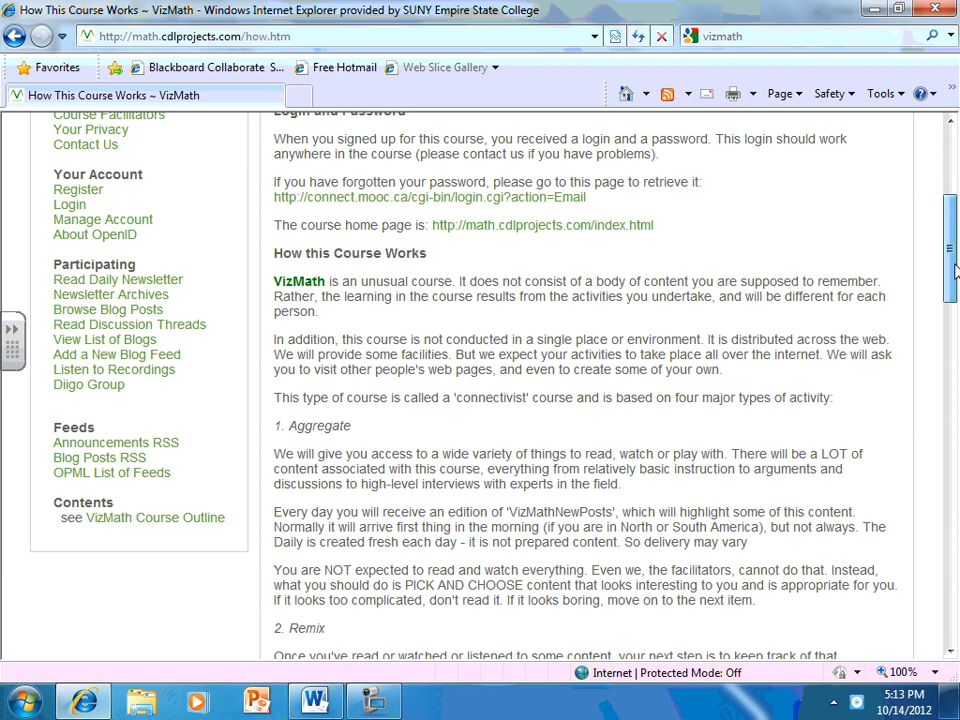 How This Course Works ~ VizMath - Windows Internet Explorer provided by SUNY Empire State College
http://math.cdlprojects.com/how.htm
vizmath
Favorites
Blackboard Collaborate S...
Free Hotmail
Web Slice Gallery
How This Course Works ~ VizMath
Page
Safety
Tools
Course Facilitators
Your Privacy
Contact Us
Your Account
Register
Login
Manage Account
About OpenID
Participating
Read Daily Newsletter
Newsletter Archives
Browse Blog Posts
Read Discussion Threads
View List of Blogs
Add a New Blog Feed
Listen to Recordings
Diigo Group
Feeds
Announcements RSS
Blog Posts RSS
OPML List of Feeds
Contents
see VizMath Course Outline
Login and Password
When you signed up for this course, you received a login and a password. This login should work
anywhere in the course (please contact us if you have problems).
If you have forgotten your password, please go to this page to retrieve it:
http://connect.mooc.ca/cgi-bin/login.cgi?action=Email
The course home page is: http://math.cdlprojects.com/index.html
How this Course Works
VizMath is an unusual course. It does not consist of a body of content you are supposed to remember.
Rather, the learning in the course results from the activities you undertake, and will be different for each
person.
In addition, this course is not conducted in a single place or environment. It is distributed across the web.
We will provide some facilities. But we expect your activities to take place all over the internet. We will ask
you to visit other people's web pages, and even to create some of your own.
This type of course is called a 'connectivist' course and is based on four major types of activity:
1. Aggregate
We will give you access to a wide variety of things to read, watch or play with. There will be a LOT of
content associated with this course, everything from relatively basic instruction to arguments and
discussions to high-level interviews with experts in the field.
Every day you will receive an edition of 'VizMathNewPosts', which will highlight some of this content.
Normally it will arrive first thing in the morning (if you are in North or South America), but not always. The
Daily is created fresh each day - it is not prepared content. So delivery may vary
You are NOT expected to read and watch everything. Even we, the facilitators, cannot do that. Instead,
what you should do is PICK AND CHOOSE content that looks interesting to you and is appropriate for you.
If it looks too complicated, don't read it. If it looks boring, move on to the next item.
2. Remix
Once you've read or watched or listened to some content, your next step is to keep track of that
Internet | Protected Mode: Off
100%
5:13 PM
10/14/2012